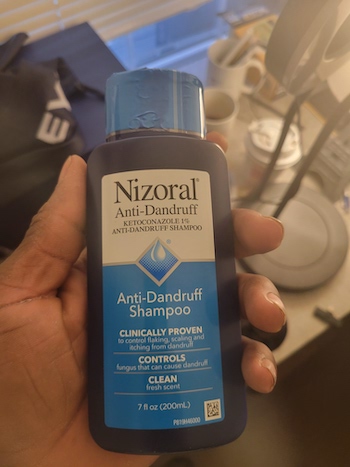 Nizoral®
Anti-Dandruff
KETOCONAZOLE 1%
ANTI-DANDRUFF SHAMPOO
Anti-Dandruff
Shampoo
CLINICALLY PROVEN
to control flaking, scaling and
itching from dandruff
CONTROLS
fungus that can cause dandruff
CLEAN
fresh scent
7 fl oz (200mL)